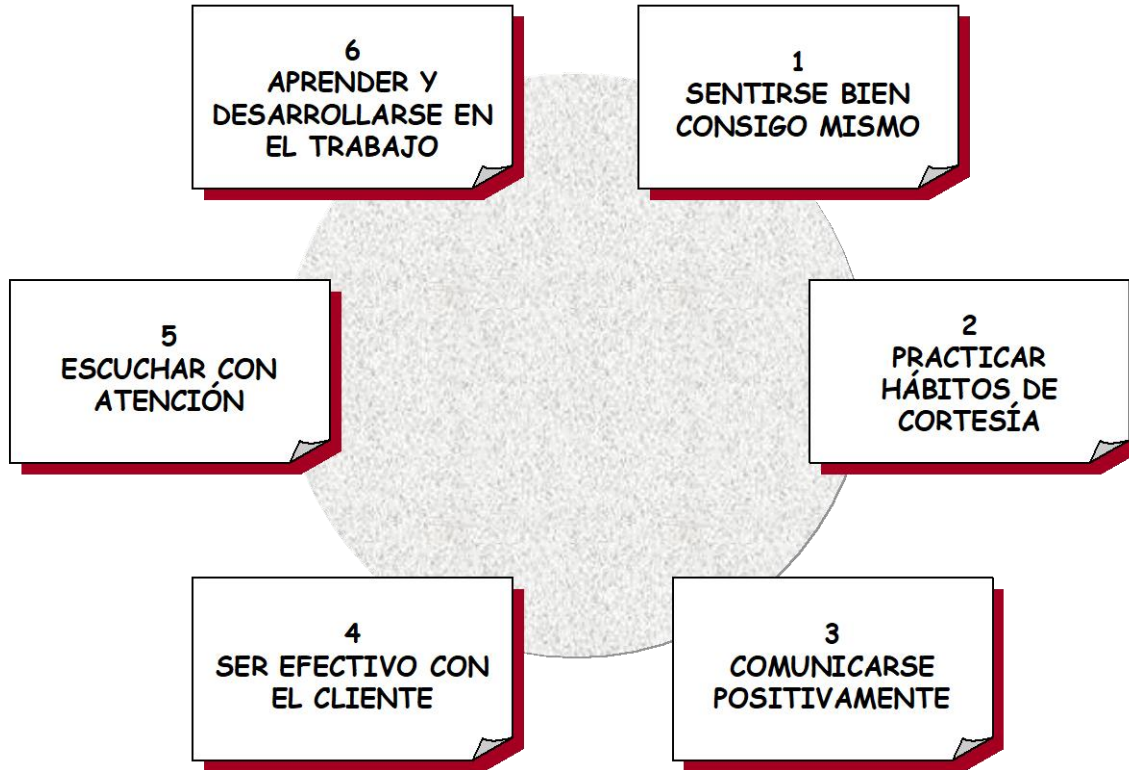 6
APRENDER Y
DESARROLLARSE EN
EL TRABAJO
1
SENTIRSE BIEN
CONSIGO MISMO
5
ESCUCHAR CON
ATENCIÓN
2
PRACTICAR
HÁBITOS DE
CORTESÍA
4
SER EFECTIVO CON
EL CLIENTE
3
COMUNICARSE
POSITIVAMENTE